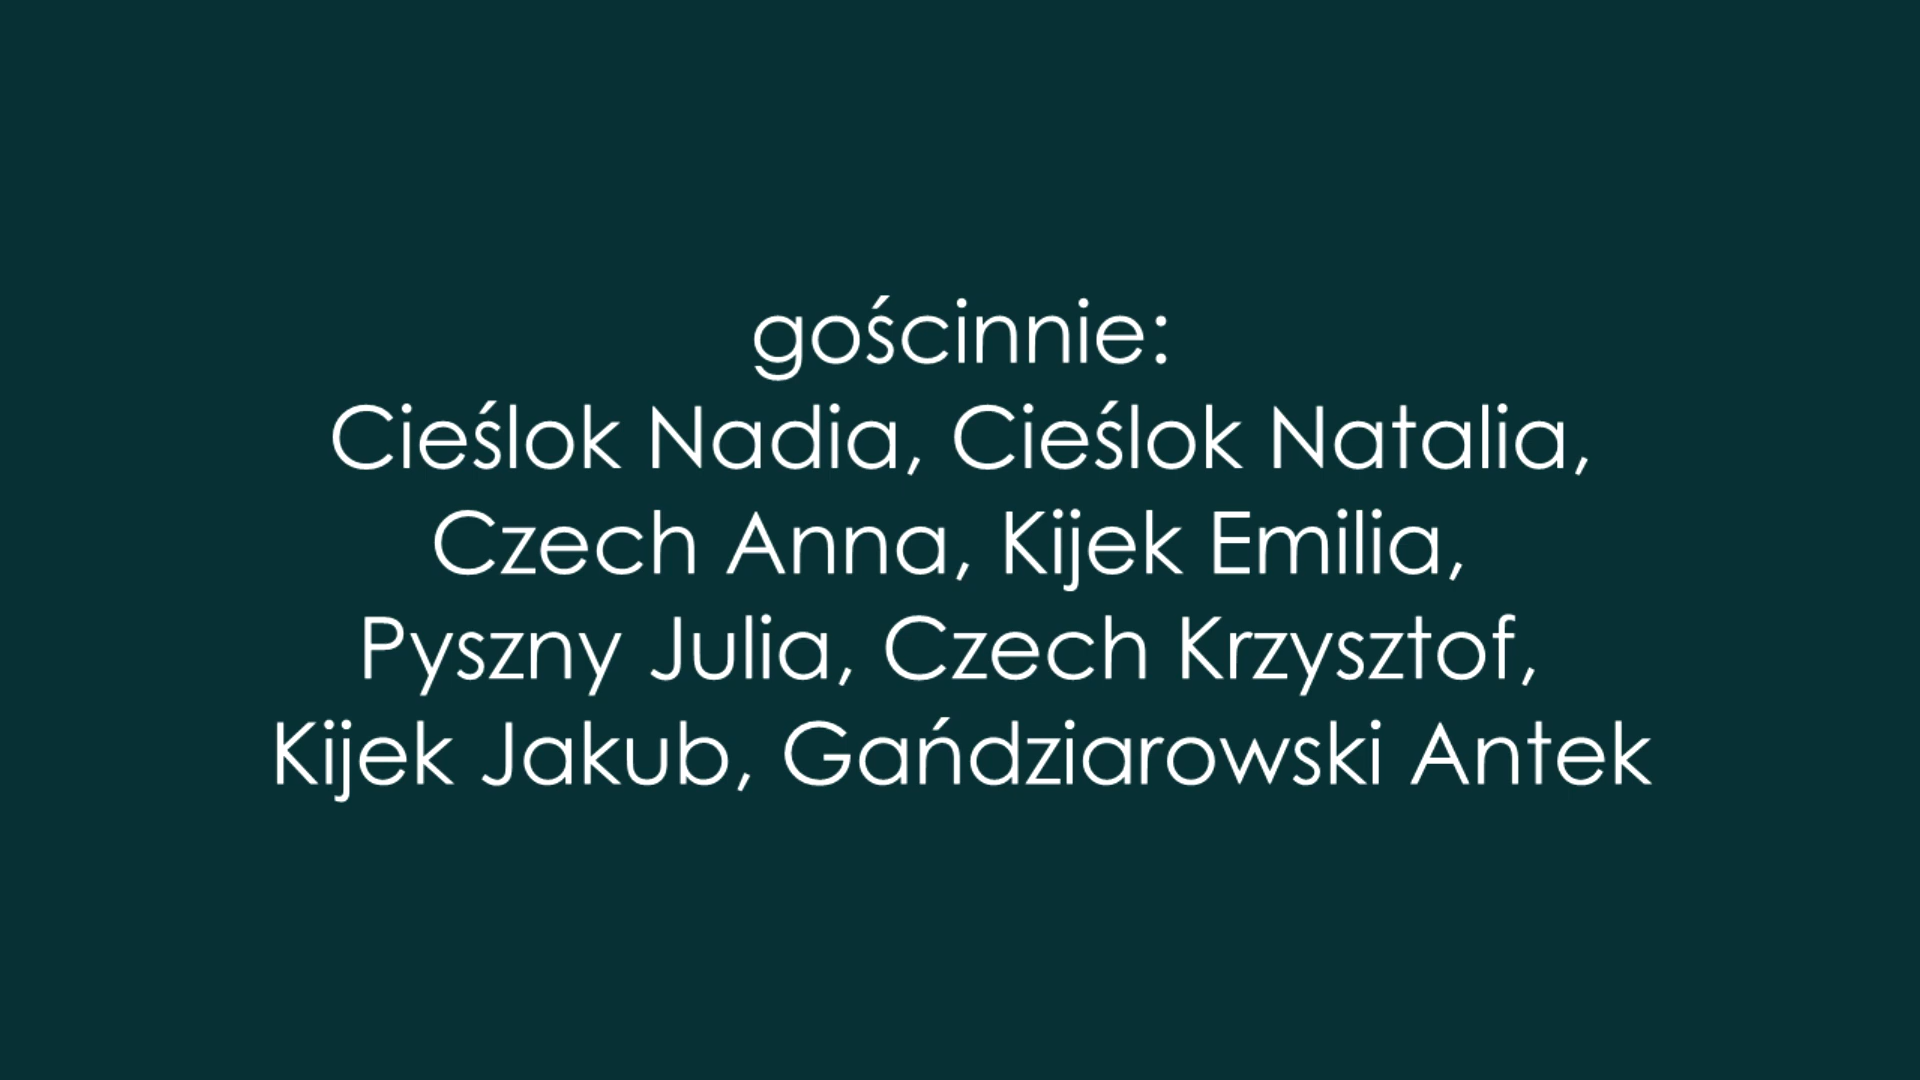 gościnnie:
Cieślok Nadia, Cieślok Natalia,
Czech Anna, Kijek Emilia,
Pyszny Julia, Czech Krzysztof,
Kijek Jakub, Gańdziarowski Antek